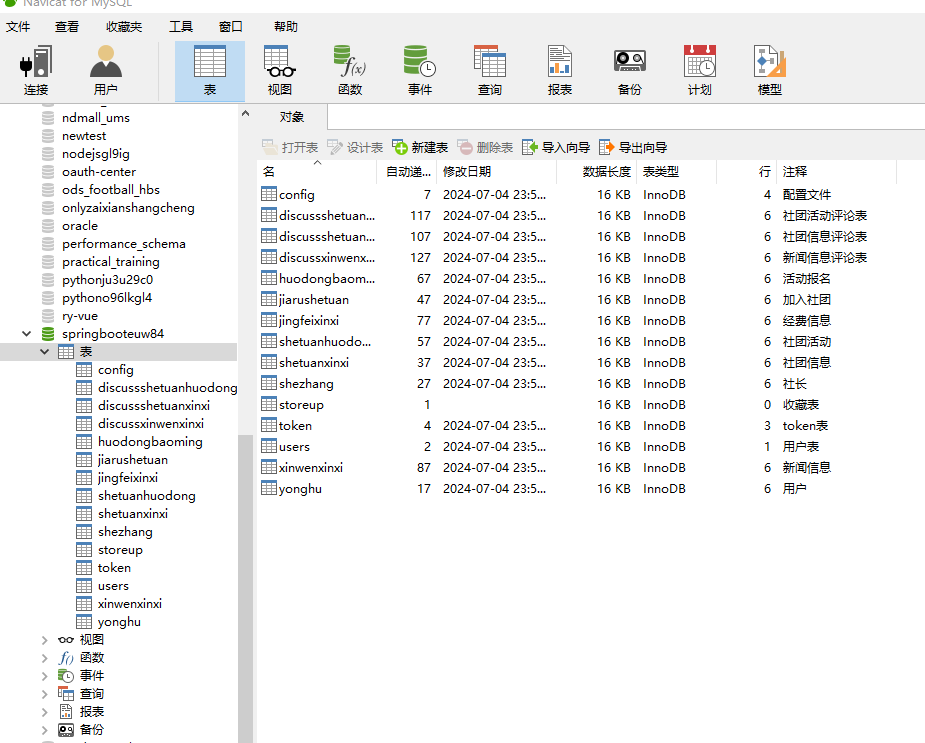 Navicat for MySQL
文件 查看 收藏夹 工具 窗口 帮助
连接 用户 表 视图 函数 事件 查询 报表 备份 计划 模型
ndmall_ums
newtest
nodejsgl9ig
oauth-center
ods_football_hbs
onlyzaixianshangcheng
oracle
performance_schema
practical_training
pythonju3u29c0
pythono96lkgl4
ry-vue
springbooteuw84
表
config
discussshetuanhuodong
discussshetuanxinxi
discussxinwenxinxi
huodongbaoming
jiarushetuan
jingfeixinxi
shetuanhuodong
shetuanxinxi
shezhang
storeup
token
users
xinwenxinxi
yonghu
视图
函数
事件
查询
报表
备份
对象
打开表 设计表 新建表 删除表 导入向导 导出向导
名 自动递... 修改日期 数据长度 表类型 行 注释
config 7 2024-07-04 23:5... 16 KB InnoDB 4 配置文件
discussshetuan... 117 2024-07-04 23:5... 16 KB InnoDB 6 社团活动评论表
discussshetuan... 107 2024-07-04 23:5... 16 KB InnoDB 6 社团信息评论表
discussxinwenx... 127 2024-07-04 23:5... 16 KB InnoDB 6 新闻信息评论表
huodongbaom... 67 2024-07-04 23:5... 16 KB InnoDB 6 活动报名
jiarushetuan 47 2024-07-04 23:5... 16 KB InnoDB 6 加入社团
jingfeixinxi 77 2024-07-04 23:5... 16 KB InnoDB 6 经费信息
shetuanhuodo... 57 2024-07-04 23:5... 16 KB InnoDB 6 社团活动
shetuanxinxi 37 2024-07-04 23:5... 16 KB InnoDB 6 社团信息
shezhang 27 2024-07-04 23:5... 16 KB InnoDB 6 社长
storeup 1 16 KB InnoDB 0 收藏表
token 4 2024-07-04 23:5... 16 KB InnoDB 3 token表
users 2 2024-07-04 23:5... 16 KB InnoDB 1 用户表
xinwenxinxi 87 2024-07-04 23:5... 16 KB InnoDB 6 新闻信息
yonghu 17 2024-07-04 23:5... 16 KB InnoDB 6 用户